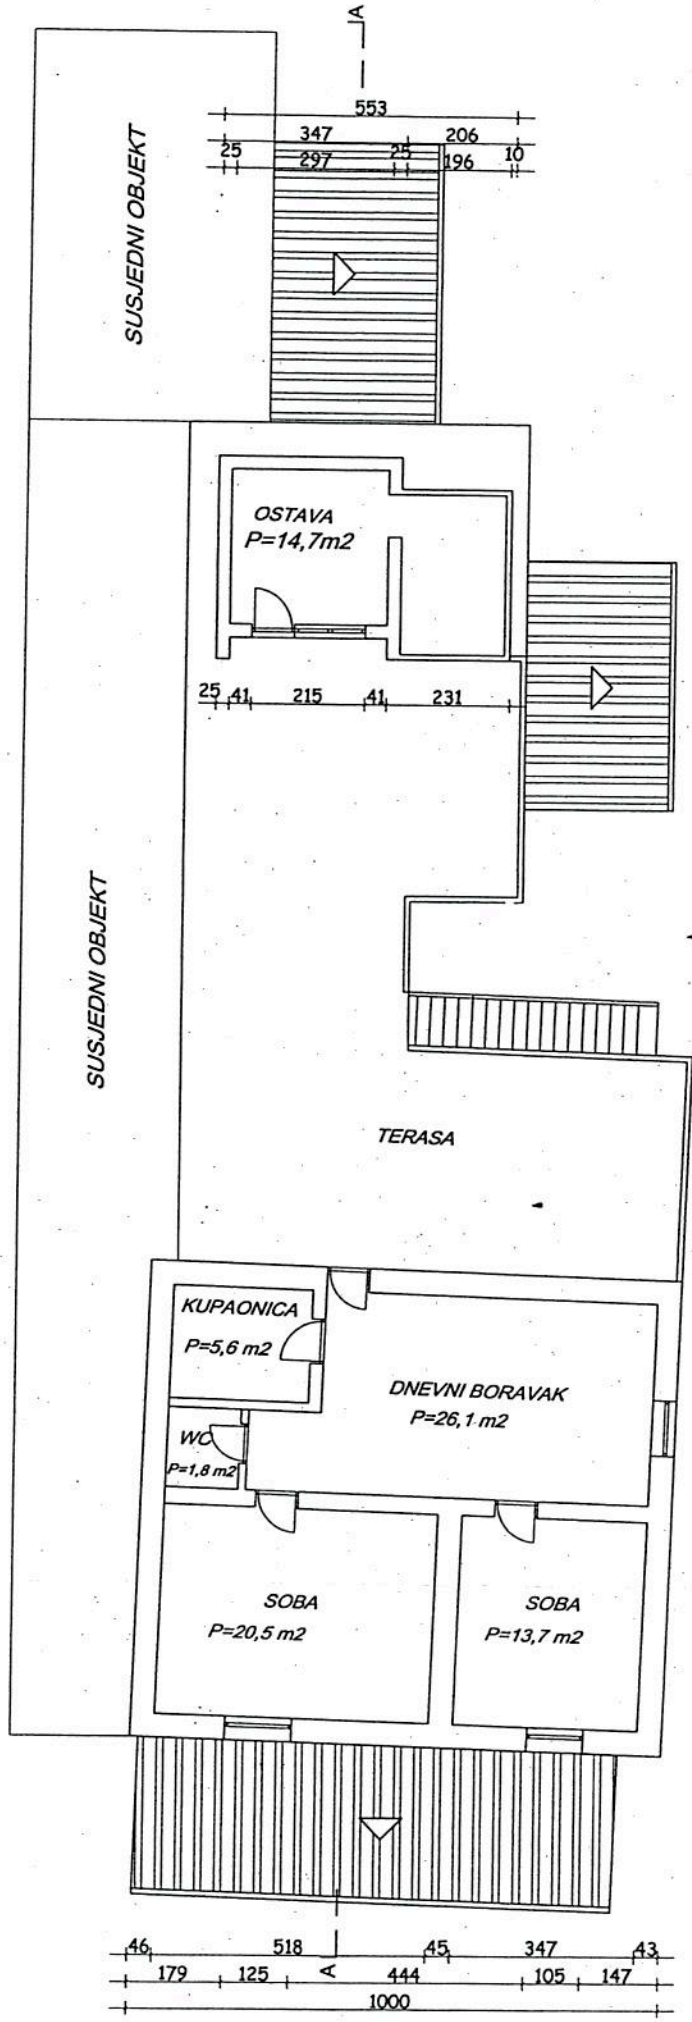 A
553
347 206
25 297 25 196 10
SUSJEDNI OBJEKT
OSTAVA
P=14,7m2
25 41 215 41 231
SUSJEDNI OBJEKT
TERASA
KUPAONICA
P=5,6 m2
DNEVNI BORAVAK
P=26,1 m2
WC
P=1,8 m2
SOBA
P=20,5 m2
SOBA
P=13,7 m2
46 518 45 347 43
179 125 A 444 105 147
1000